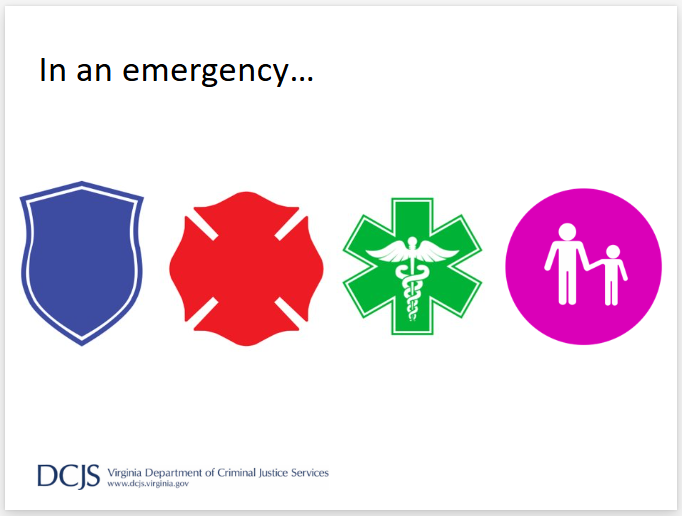 In an emergency…
DCJS Virginia Department of Criminal Justice Services
www.dcjs.virginia.gov